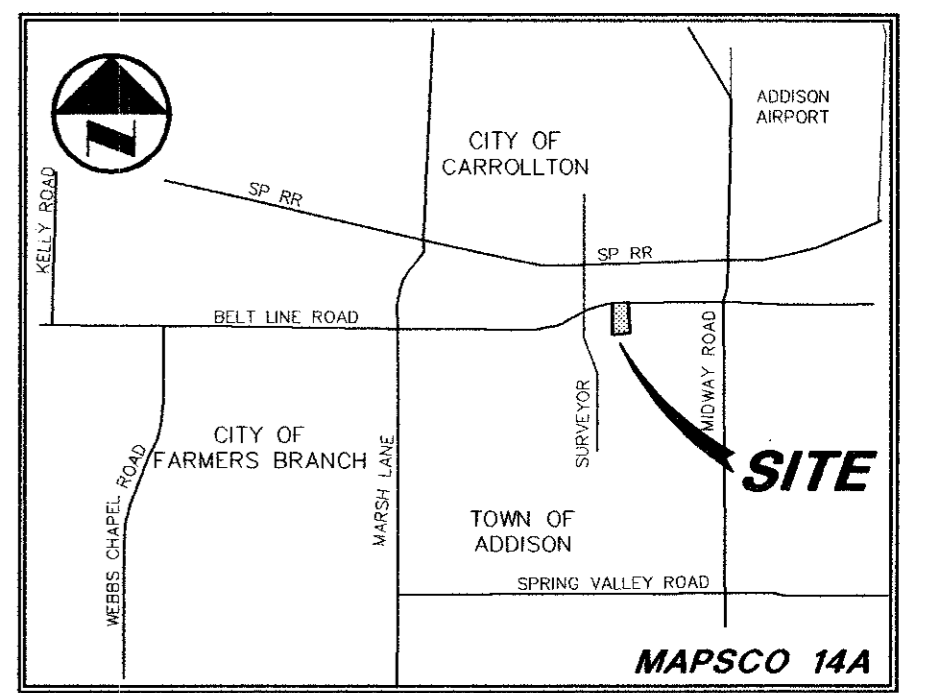 ADDISON
AIRPORT
CITY OF
CARROLLTON
KELLY ROAD
SP RR
SP RR
BELT LINE ROAD
MIDWAY ROAD
SURVEYOR
CITY OF
FARMERS BRANCH
WEBBS CHAPEL ROAD
MARSH LANE
SITE
TOWN OF
ADDISON
SPRING VALLEY ROAD
MAPSCO 14A